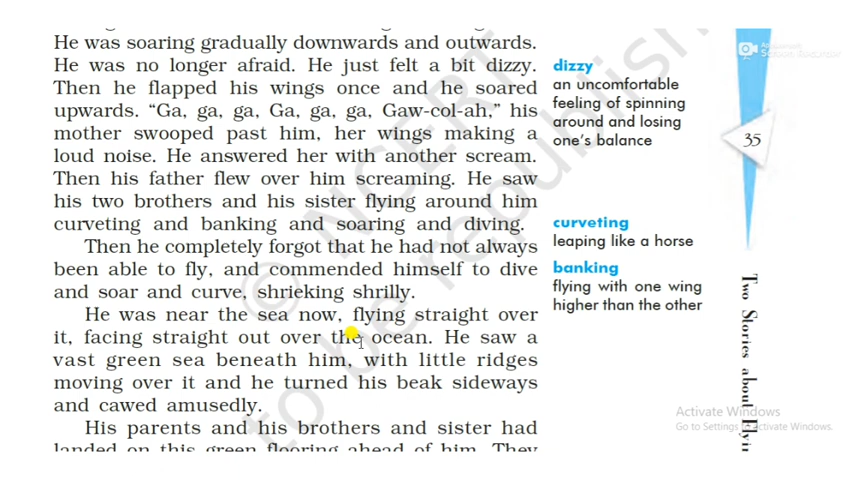 He was soaring gradually downwards and outwards.
He was no longer afraid. He just felt a bit dizzy.
Then he flapped his wings once and he soared
upwards. “Ga, ga, ga, Ga, ga, ga, Gaw-col-ah,” his
mother swooped past him, her wings making a
loud noise. He answered her with another scream.
Then his father flew over him screaming. He saw
his two brothers and his sister flying around him
curveting and banking and soaring and diving.
Then he completely forgot that he had not always
been able to fly, and commended himself to dive
and soar and curve, shrieking shrilly.
He was near the sea now, flying straight over
it, facing straight out over the ocean. He saw a
vast green sea beneath him, with little ridges
moving over it and he turned his beak sideways
and cawed amusedly.
His parents and his brothers and sister had
landed on this green flooring ahead of him. They
dizzy
an uncomfortable
feeling of spinning
around and losing
one’s balance
curveting
leaping like a horse
banking
flying with one wing
higher than the other
35
Two Stories about
© NCERT
to be republish
Activate Windows
Go to Settings to activate Windows.